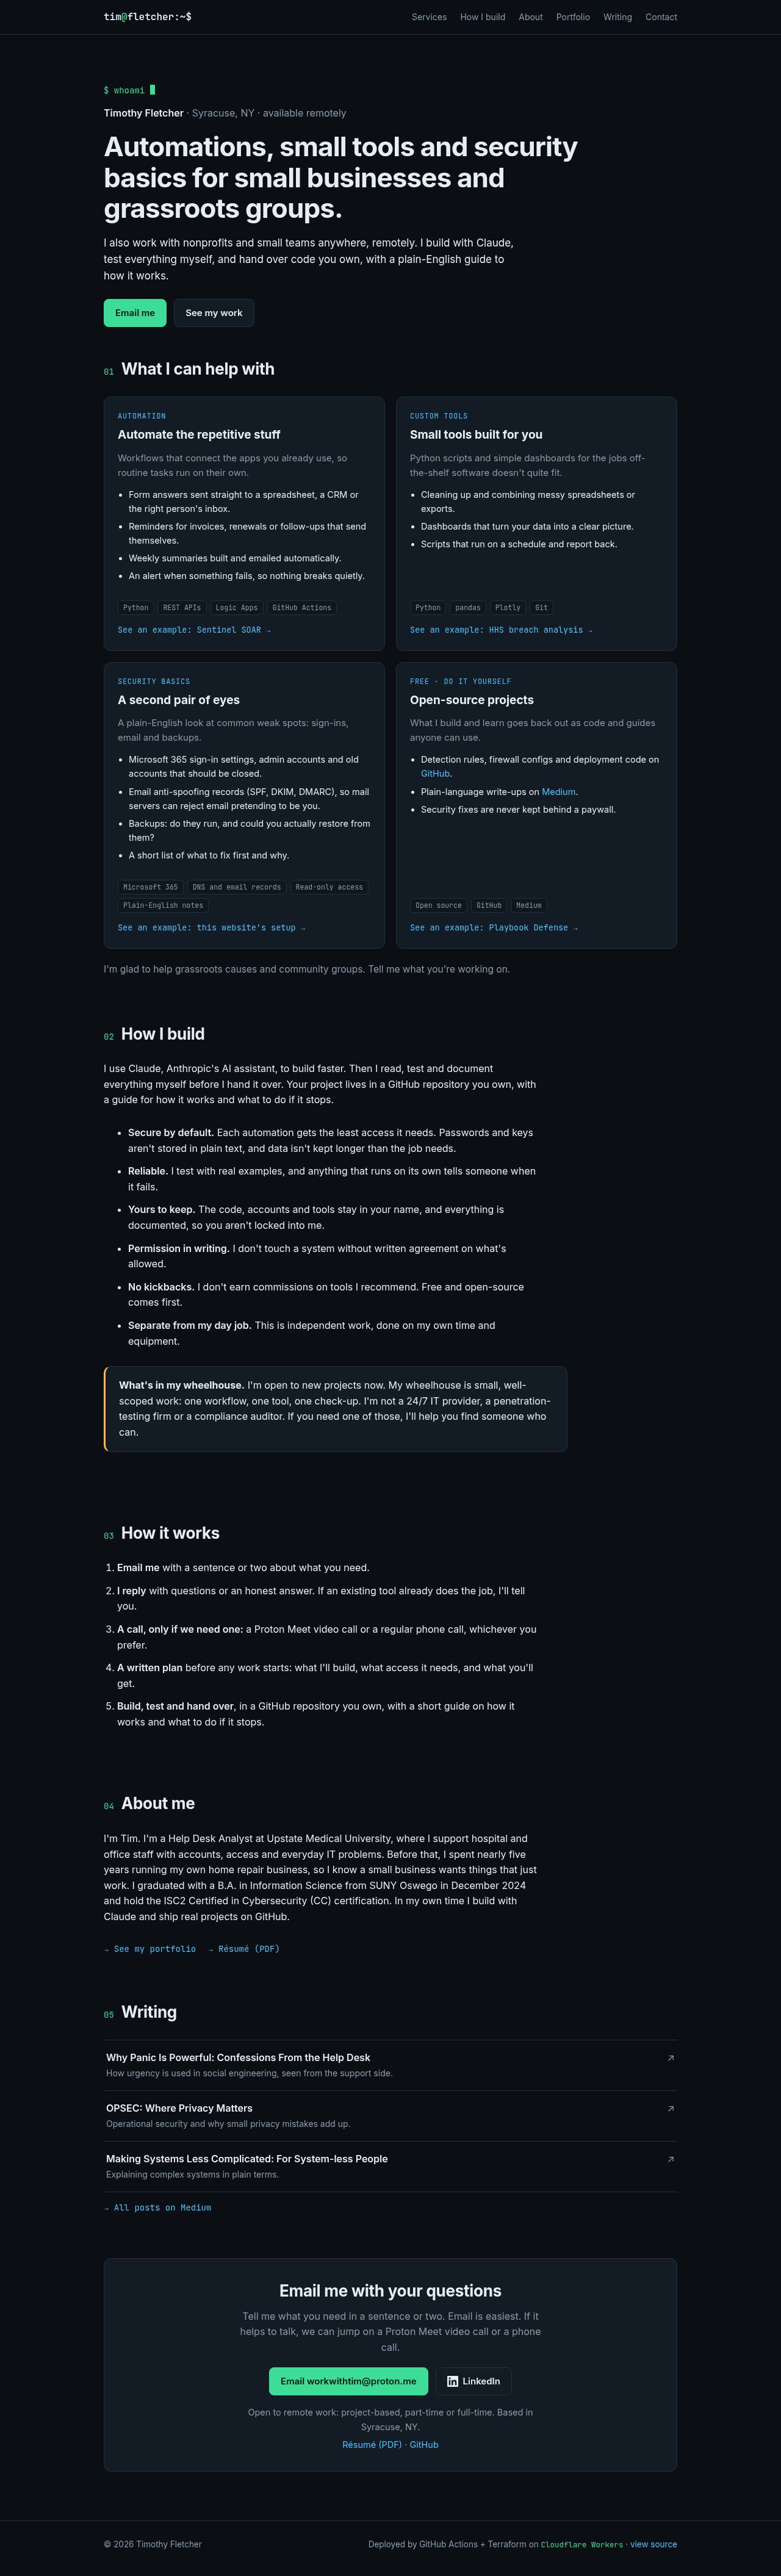 tim@fletcher:~$
Services How I build About Portfolio Writing Contact
$ whoami
Timothy Fletcher · Syracuse, NY · available remotely
Automations, small tools and security
basics for small businesses and
grassroots groups.
I also work with nonprofits and small teams anywhere, remotely. I build with Claude,
test everything myself, and hand over code you own, with a plain-English guide to
how it works.
Email me See my work
01 What I can help with
AUTOMATION
Automate the repetitive stuff
Workflows that connect the apps you already use, so
routine tasks run on their own.
• Form answers sent straight to a spreadsheet, a CRM or
the right person's inbox.
• Reminders for invoices, renewals or follow-ups that send
themselves.
• Weekly summaries built and emailed automatically.
• An alert when something fails, so nothing breaks quietly.
Python REST APIs Logic Apps GitHub Actions
See an example: Sentinel SOAR →
CUSTOM TOOLS
Small tools built for you
Python scripts and simple dashboards for the jobs off-
the-shelf software doesn't quite fit.
• Cleaning up and combining messy spreadsheets or
exports.
• Dashboards that turn your data into a clear picture.
• Scripts that run on a schedule and report back.
Python pandas Plotly Git
See an example: HHS breach analysis →
SECURITY BASICS
A second pair of eyes
A plain-English look at common weak spots: sign-ins,
email and backups.
• Microsoft 365 sign-in settings, admin accounts and old
accounts that should be closed.
• Email anti-spoofing records (SPF, DKIM, DMARC), so mail
servers can reject email pretending to be you.
• Backups: do they run, and could you actually restore from
them?
• A short list of what to fix first and why.
Microsoft 365 DNS and email records Read-only access
Plain-English notes
See an example: this website's setup →
FREE · DO IT YOURSELF
Open-source projects
What I build and learn goes back out as code and guides
anyone can use.
• Detection rules, firewall configs and deployment code on
GitHub.
• Plain-language write-ups on Medium.
• Security fixes are never kept behind a paywall.
Open source GitHub Medium
See an example: Playbook Defense →
I'm glad to help grassroots causes and community groups. Tell me what you're working on.
02 How I build
I use Claude, Anthropic's AI assistant, to build faster. Then I read, test and document
everything myself before I hand it over. Your project lives in a GitHub repository you own, with
a guide for how it works and what to do if it stops.
• Secure by default. Each automation gets the least access it needs. Passwords and keys
aren't stored in plain text, and data isn't kept longer than the job needs.
• Reliable. I test with real examples, and anything that runs on its own tells someone when
it fails.
• Yours to keep. The code, accounts and tools stay in your name, and everything is
documented, so you aren't locked into me.
• Permission in writing. I don't touch a system without written agreement on what's
allowed.
• No kickbacks. I don't earn commissions on tools I recommend. Free and open-source
comes first.
• Separate from my day job. This is independent work, done on my own time and
equipment.
What's in my wheelhouse. I'm open to new projects now. My wheelhouse is small, well-
scoped work: one workflow, one tool, one check-up. I'm not a 24/7 IT provider, a penetration-
testing firm or a compliance auditor. If you need one of those, I'll help you find someone who
can.
03 How it works
1. Email me with a sentence or two about what you need.
2. I reply with questions or an honest answer. If an existing tool already does the job, I'll tell
you.
3. A call, only if we need one: a Proton Meet video call or a regular phone call, whichever you
prefer.
4. A written plan before any work starts: what I'll build, what access it needs, and what you'll
get.
5. Build, test and hand over, in a GitHub repository you own, with a short guide on how it
works and what to do if it stops.
04 About me
I'm Tim. I'm a Help Desk Analyst at Upstate Medical University, where I support hospital and
office staff with accounts, access and everyday IT problems. Before that, I spent nearly five
years running my own home repair business, so I know a small business wants things that just
work. I graduated with a B.A. in Information Science from SUNY Oswego in December 2024
and hold the ISC2 Certified in Cybersecurity (CC) certification. In my own time I build with
Claude and ship real projects on GitHub.
→ See my portfolio → Résumé (PDF)
05 Writing
Why Panic Is Powerful: Confessions From the Help Desk ↗
How urgency is used in social engineering, seen from the support side.
OPSEC: Where Privacy Matters ↗
Operational security and why small privacy mistakes add up.
Making Systems Less Complicated: For System-less People ↗
Explaining complex systems in plain terms.
→ All posts on Medium
Email me with your questions
Tell me what you need in a sentence or two. Email is easiest. If it
helps to talk, we can jump on a Proton Meet video call or a phone
call.
Email workwithtim@proton.me LinkedIn
Open to remote work: project-based, part-time or full-time. Based in
Syracuse, NY.
Résumé (PDF) · GitHub
© 2026 Timothy Fletcher
Deployed by GitHub Actions + Terraform on Cloudflare Workers · view source